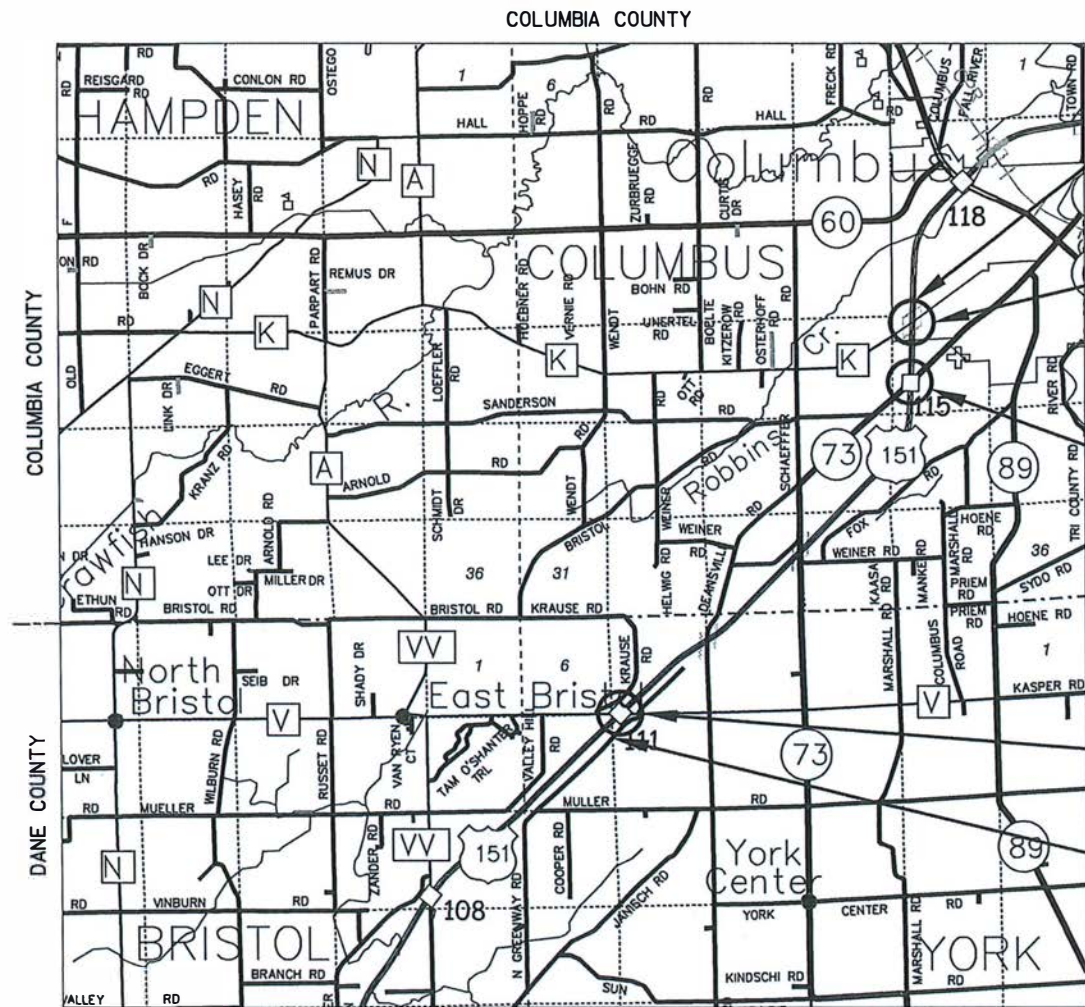 COLUMBIA COUNTY
RD
REISGARD RD
CONLON RD
OSTEGO
1
6
HOPPE RD
RD
RD
FRECK RD
COLUMBUS
FALL RIVER
1
TOWN RD
HAMPDEN
HALL RD
HALL
RD
HASEY RD
N
A
ZURBRUEGGE RD
CURTIS DR
Columbus
60
118
F
ON RD
BOCK DR
PARPART RD
REMUS DR
HUEBNER RD
VERNIE RD
COLUMBUS
BOHN RD
N
RD
K
WENDT
UNERTEL RD
BOELTE
KITZEROW RD
OSTERHOFF
RD
cr.
COLUMBIA COUNTY
OLD
LOEFFLER RD
K
K
EGGERT RD
LINK DR
R.
SANDERSON
RD
OTT RD
RD
115
RIVER RD
KRANZ RD
A
ARNOLD RD
RD
SCHMIDT DR
WENDT
WEINER
Robbins
SCHAEFFER
73
151
89
rawfish
HANSON DR
N DR
ARNOLD RD
BRISTOL
WEINER RD
RD
FOX RD
HOENE RD
TRI COUNTY RD
LEE DR
MILLER DR
OTT DR
N
36
31
HELWIG RD
DEANSVILLE
WEINER RD
KAASA
MANKE RD
MARSHALL RD
PRIEM RD
SYDO RD
36
ETHUN RD
BRISTOL RD
BRISTOL RD
KRAUSE RD
PRIEM RD
HOENE RD
North Bristol
SEIB DR
SHADY DR
VV
1
6
KRAUSE RD
MARSHALL RD
COLUMBUS ROAD
1
East Bristol
V
V
KASPER RD
111
DANE COUNTY
LOVER LN
WILBURN RD
RUSSET RD
VAN RYEN CT
TAM O'SHANTER TRL
VALLEY HI
RD
73
RD
MUELLER
RD
MULLER
RD
N
ZANDER RD
VV
151
COOPER RD
JANISCH RD
York Center
89
RD
VINBURN
RD
108
N GREENWAY RD
YORK
CENTER
RD
BRISTOL
MARSHALL RD
YORK
BRANCH RD
SUN
KINDSCHI RD
RD
VALLEY RD